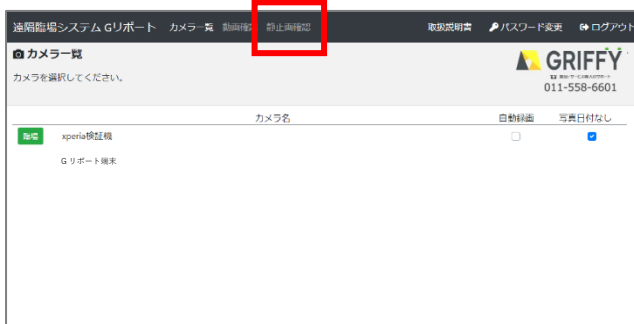 遠隔臨場システム Gリポート カメラ一覧 動画確認 静止画確認 取扱説明書 パスワード変更 ログアウト
カメラ一覧
カメラを選択してください。
GRIFFY
011-558-6601
カメラ名 自動録画 写真日付なし
臨場 xperia検証機
Gリポート端末